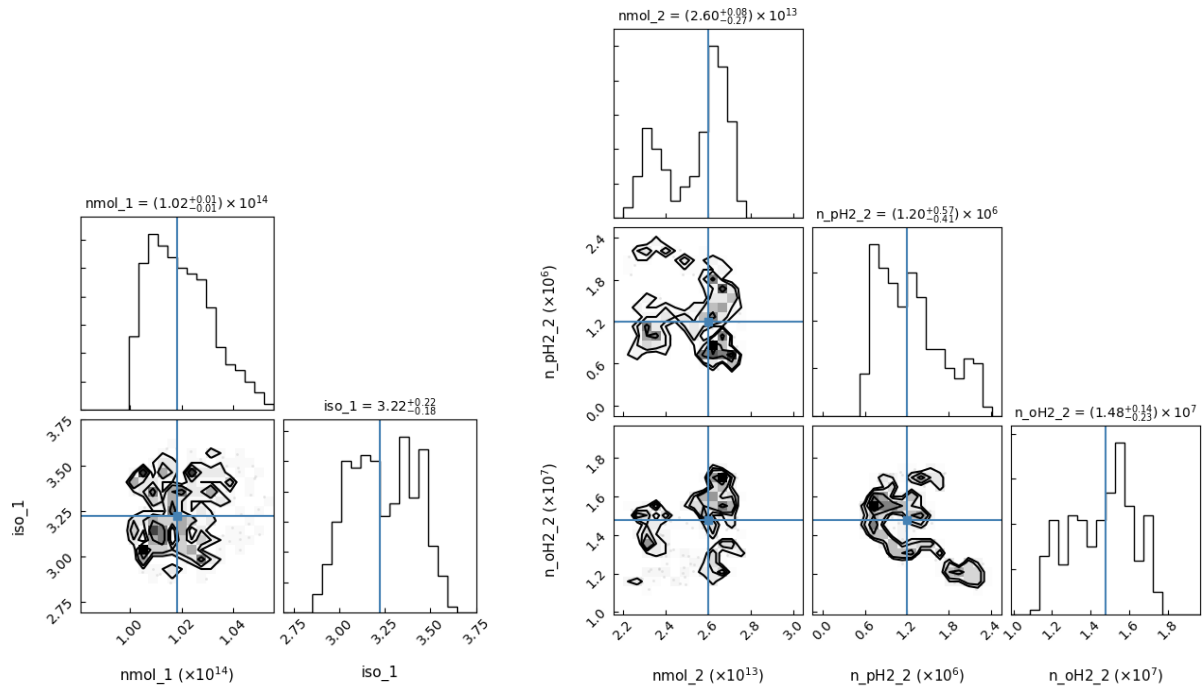 nmol_2 = (2.60 +0.08 −0.27) × 10^13
nmol_1 = (1.02 +0.01 −0.01) × 10^14
n_pH2_2 = (1.20 +0.57 −0.41) × 10^6
2.4
1.8
1.2
0.6
0.0
n_pH2_2 (×10^6)
iso_1 = 3.22 +0.22 −0.18
n_oH2_2 = (1.48 +0.14 −0.23) × 10^7
3.75
3.50
3.25
3.00
2.75
iso_1
1.8
1.6
1.4
1.2
1.0
n_oH2_2 (×10^7)
1.00 1.02 1.04
2.75 3.00 3.25 3.50 3.75
2.2 2.4 2.6 2.8 3.0
0.0 0.6 1.2 1.8 2.4
1.0 1.2 1.4 1.6 1.8
nmol_1 (×10^14)
iso_1
nmol_2 (×10^13)
n_pH2_2 (×10^6)
n_oH2_2 (×10^7)